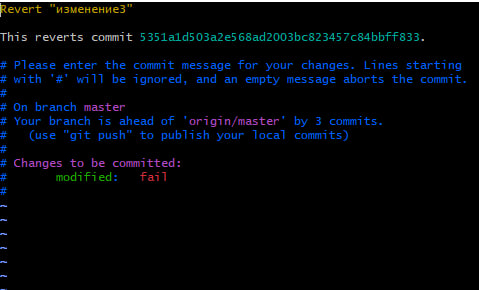 Revert "изменение3"
This reverts commit 5351a1d503a2e568ad2003bc823457c84bbff833.
# Please enter the commit message for your changes. Lines starting
# with '#' will be ignored, and an empty message aborts the commit.
#
# On branch master
# Your branch is ahead of 'origin/master' by 3 commits.
#   (use "git push" to publish your local commits)
#
# Changes to be committed:
#       modified:   fail
#
~
~
~
~
~
~
~